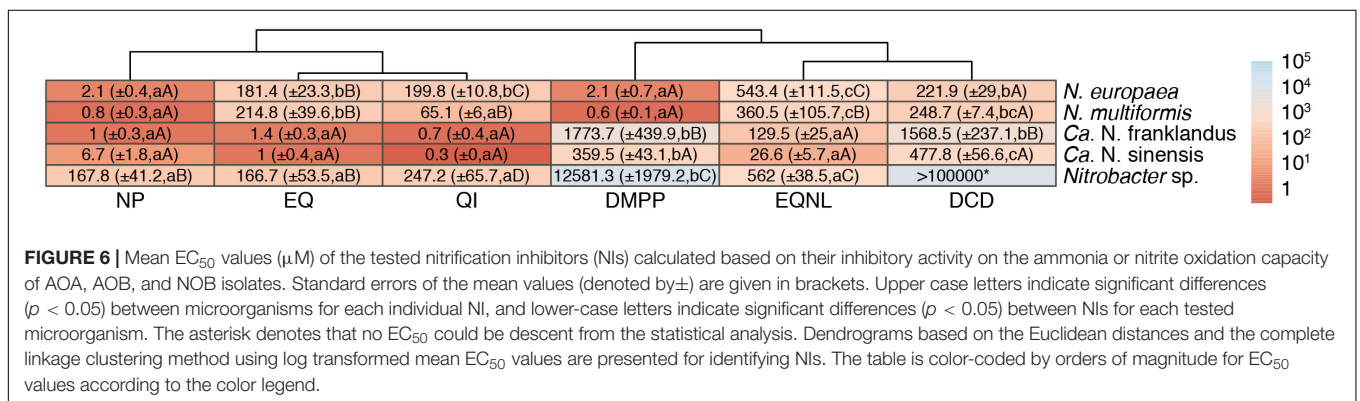 2.1 (±0.4,aA) 181.4 (±23.3,bB) 199.8 (±10.8,bC) 2.1 (±0.7,aA) 543.4 (±111.5,cC) 221.9 (±29,bA) N. europaea
0.8 (±0.3,aA) 214.8 (±39.6,bB) 65.1 (±6,aB) 0.6 (±0.1,aA) 360.5 (±105.7,cB) 248.7 (±7.4,bcA) N. multiformis
1 (±0.3,aA) 1.4 (±0.3,aA) 0.7 (±0.4,aA) 1773.7 (±439.9,bB) 129.5 (±25,aA) 1568.5 (±237.1,bB) Ca. N. franklandus
6.7 (±1.8,aA) 1 (±0.4,aA) 0.3 (±0,aA) 359.5 (±43.1,bA) 26.6 (±5.7,aA) 477.8 (±56.6,cA) Ca. N. sinensis
167.8 (±41.2,aB) 166.7 (±53.5,aB) 247.2 (±65.7,aD) 12581.3 (±1979.2,bC) 562 (±38.5,aC) >100000* Nitrobacter sp.
NP EQ QI DMPP EQNL DCD
10⁵
10⁴
10³
10²
10¹
1
FIGURE 6 | Mean EC₅₀ values (μM) of the tested nitrification inhibitors (NIs) calculated based on their inhibitory activity on the ammonia or nitrite oxidation capacity
of AOA, AOB, and NOB isolates. Standard errors of the mean values (denoted by±) are given in brackets. Upper case letters indicate significant differences
(p < 0.05) between microorganisms for each individual NI, and lower-case letters indicate significant differences (p < 0.05) between NIs for each tested
microorganism. The asterisk denotes that no EC₅₀ could be descent from the statistical analysis. Dendrograms based on the Euclidean distances and the complete
linkage clustering method using log transformed mean EC₅₀ values are presented for identifying NIs. The table is color-coded by orders of magnitude for EC₅₀
values according to the color legend.